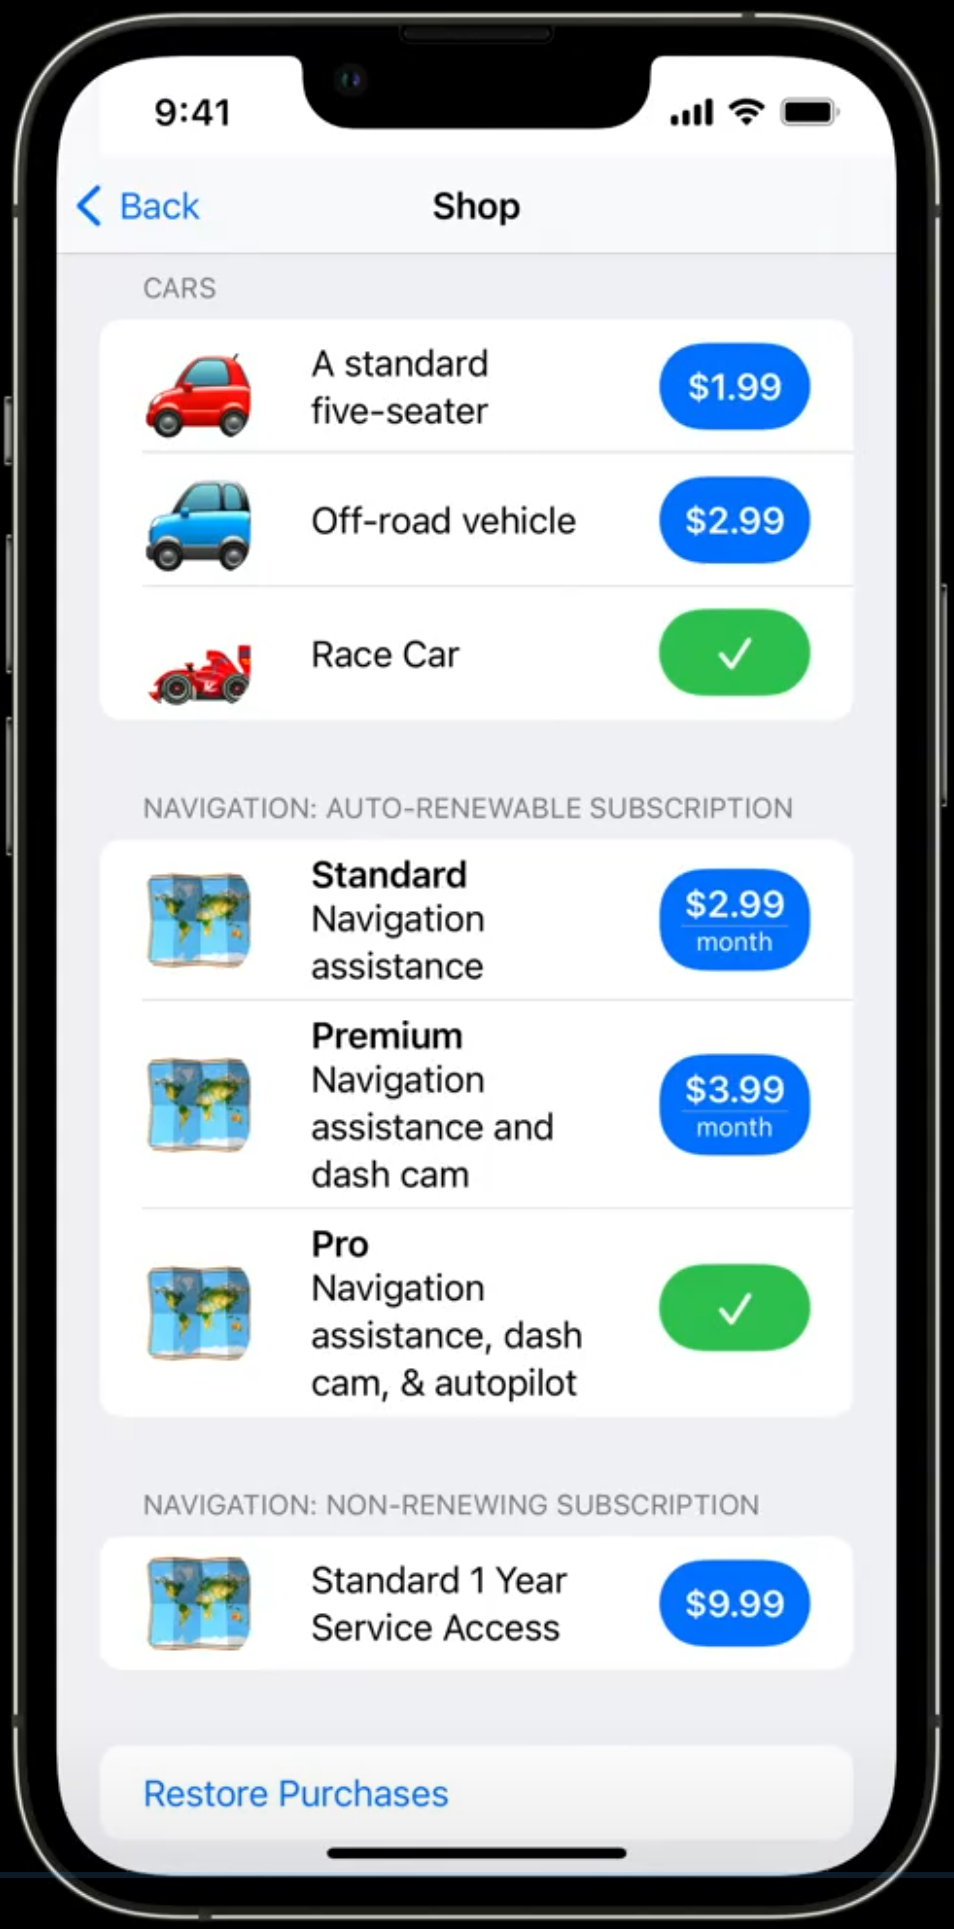 9:41
Back
Shop
CARS
A standard
five-seater
$1.99
Off-road vehicle
$2.99
Race Car
NAVIGATION: AUTO-RENEWABLE SUBSCRIPTION
Standard
Navigation
assistance
$2.99
month
Premium
Navigation
assistance and
dash cam
$3.99
month
Pro
Navigation
assistance, dash
cam, & autopilot
NAVIGATION: NON-RENEWING SUBSCRIPTION
Standard 1 Year
Service Access
$9.99
Restore Purchases